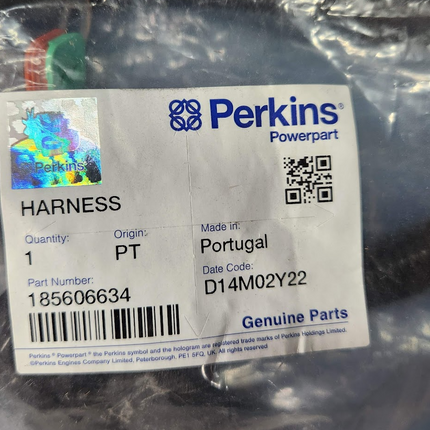 Perkins®
Powerpart
Perkins
HARNESS
Quantity:
Origin:
Made in:
1
PT
Portugal
Part Number:
Date Code:
185606634
D14M02Y22
Genuine Parts
Perkins® Powerpart® the Perkins symbol and the hologram are registered trade marks of Perkins Holdings Limited.
©Perkins Engines Company Limited, Peterborough, PE1 5FQ, UK. All rights reserved